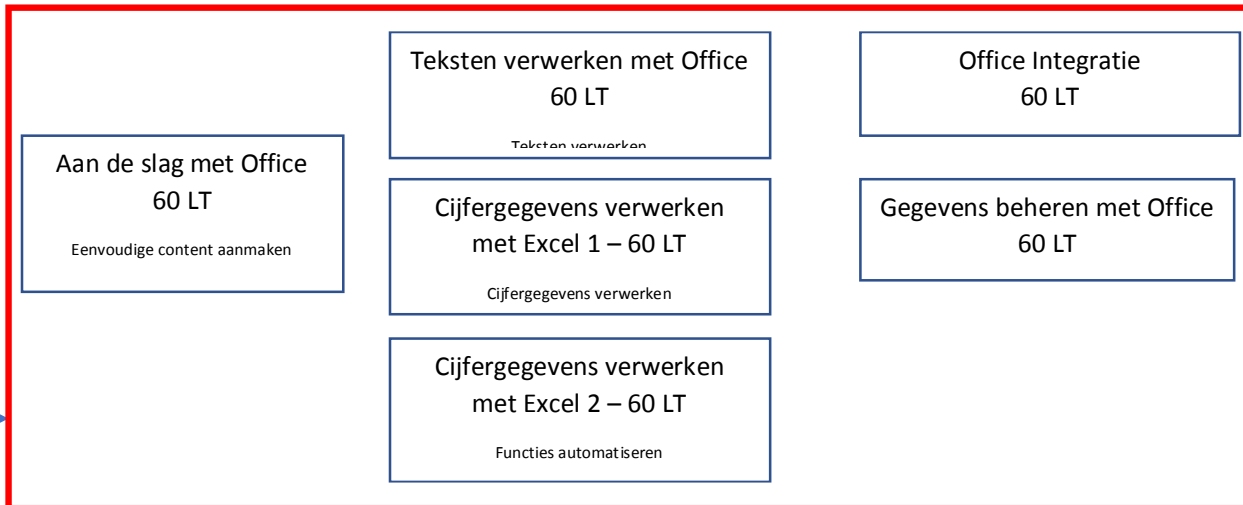 Aan de slag met Office
60 LT
Eenvoudige content aanmaken
Teksten verwerken met Office
60 LT
Teksten verwerken
Cijfergegevens verwerken
met Excel 1 – 60 LT
Cijfergegevens verwerken
Cijfergegevens verwerken
met Excel 2 – 60 LT
Functies automatiseren
Office Integratie
60 LT
Gegevens beheren met Office
60 LT